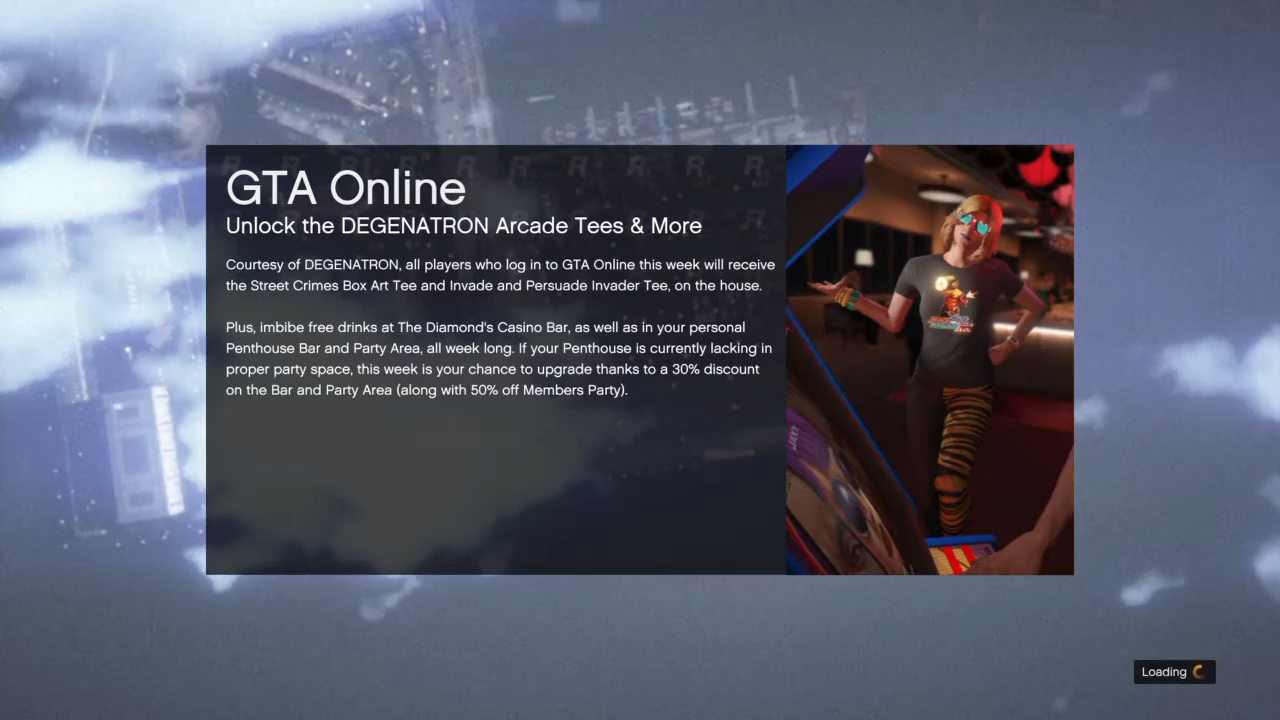 GTA Online
Unlock the DEGENATRON Arcade Tees & More
Courtesy of DEGENATRON, all players who log in to GTA Online this week will receive
the Street Crimes Box Art Tee and Invade and Persuade Invader Tee, on the house.
Plus, imbibe free drinks at The Diamond's Casino Bar, as well as in your personal
Penthouse Bar and Party Area, all week long. If your Penthouse is currently lacking in
proper party space, this week is your chance to upgrade thanks to a 30% discount
on the Bar and Party Area (along with 50% off Members Party).
Loading